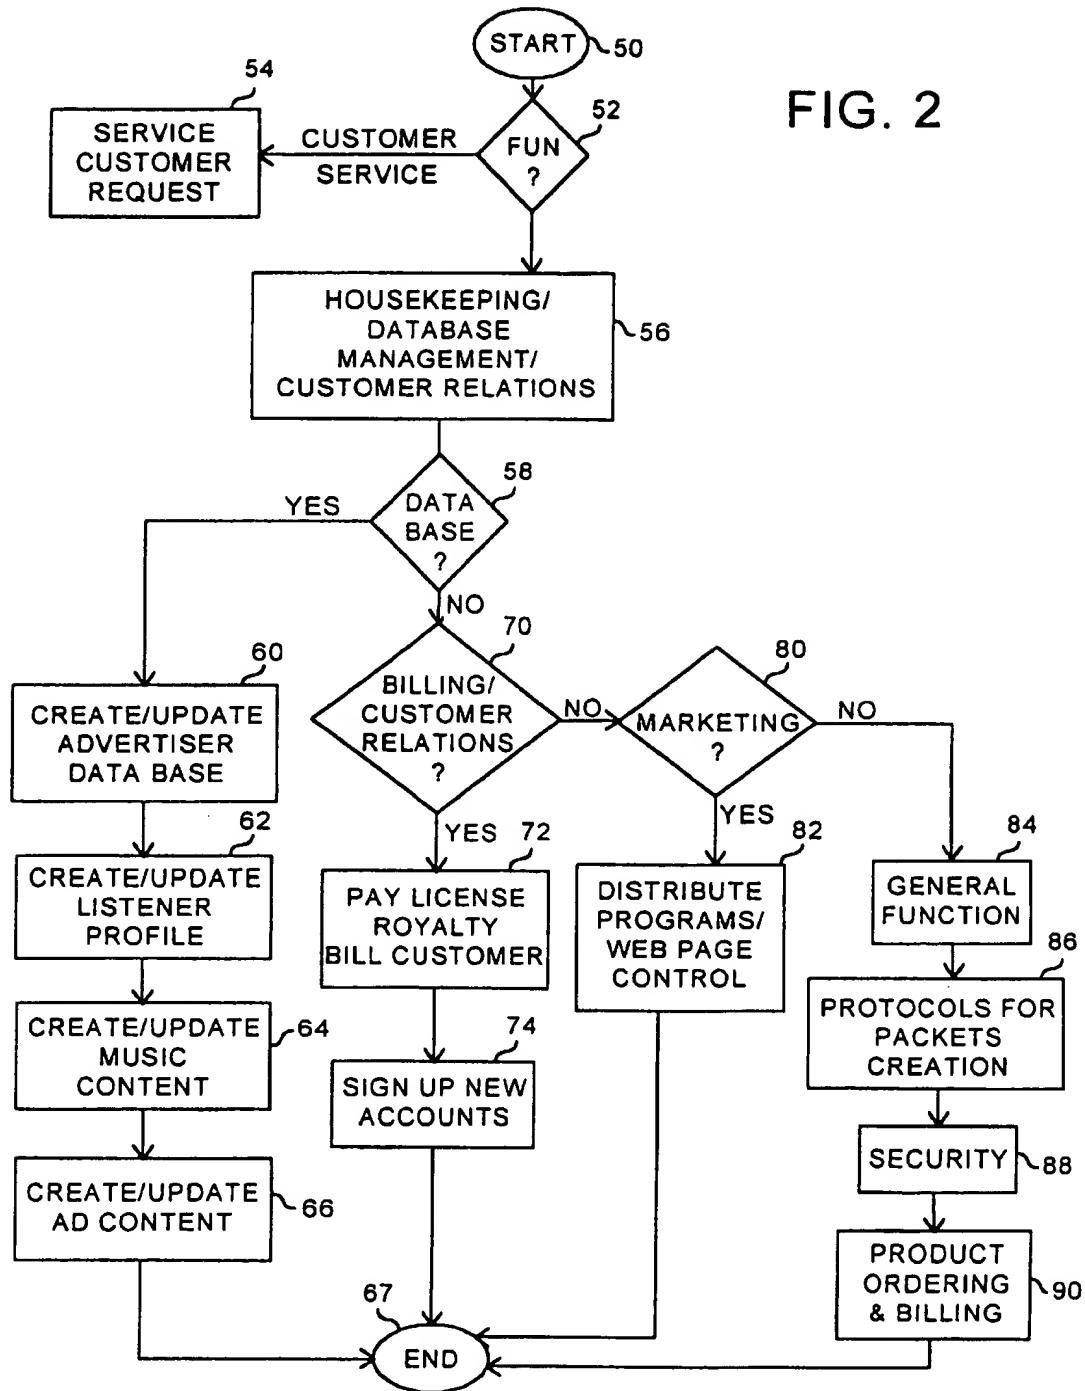 START
50
FIG. 2
54
52
SERVICE
CUSTOMER
REQUEST
CUSTOMER
SERVICE
FUN
?
HOUSEKEEPING/
DATABASE
MANAGEMENT/
CUSTOMER RELATIONS
56
58
YES
DATA
BASE
?
NO
70
60
80
CREATE/UPDATE
ADVERTISER
DATA BASE
BILLING/
CUSTOMER
RELATIONS
?
NO
MARKETING
?
NO
YES
YES
62
72
82
84
CREATE/UPDATE
LISTENER
PROFILE
PAY LICENSE
ROYALTY
BILL CUSTOMER
DISTRIBUTE
PROGRAMS/
WEB PAGE
CONTROL
GENERAL
FUNCTION
86
CREATE/UPDATE
MUSIC
CONTENT
64
74
PROTOCOLS FOR
PACKETS
CREATION
SIGN UP NEW
ACCOUNTS
SECURITY
88
CREATE/UPDATE
AD CONTENT
66
PRODUCT
ORDERING
& BILLING
90
67
END